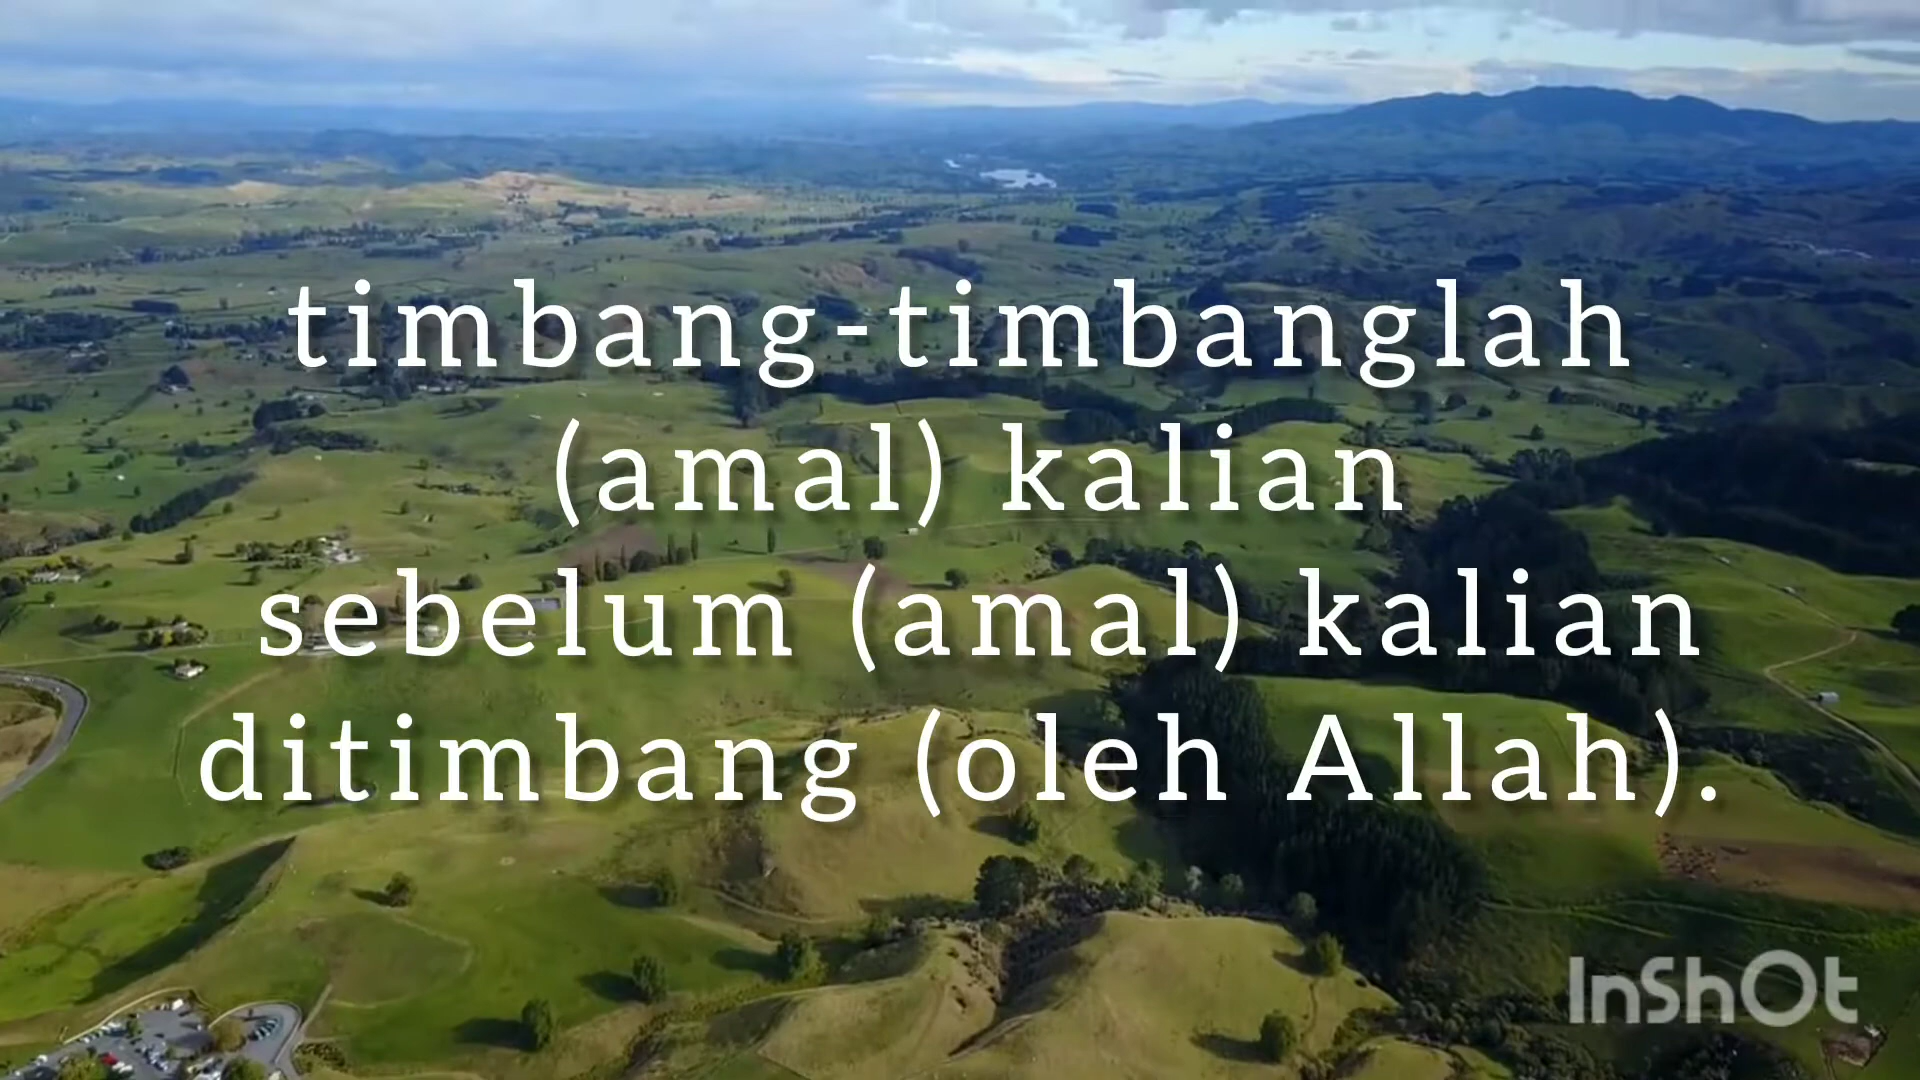 timbang-timbanglah
(amal) kalian
sebelum (amal) kalian
ditimbang (oleh Allah).
InShOt